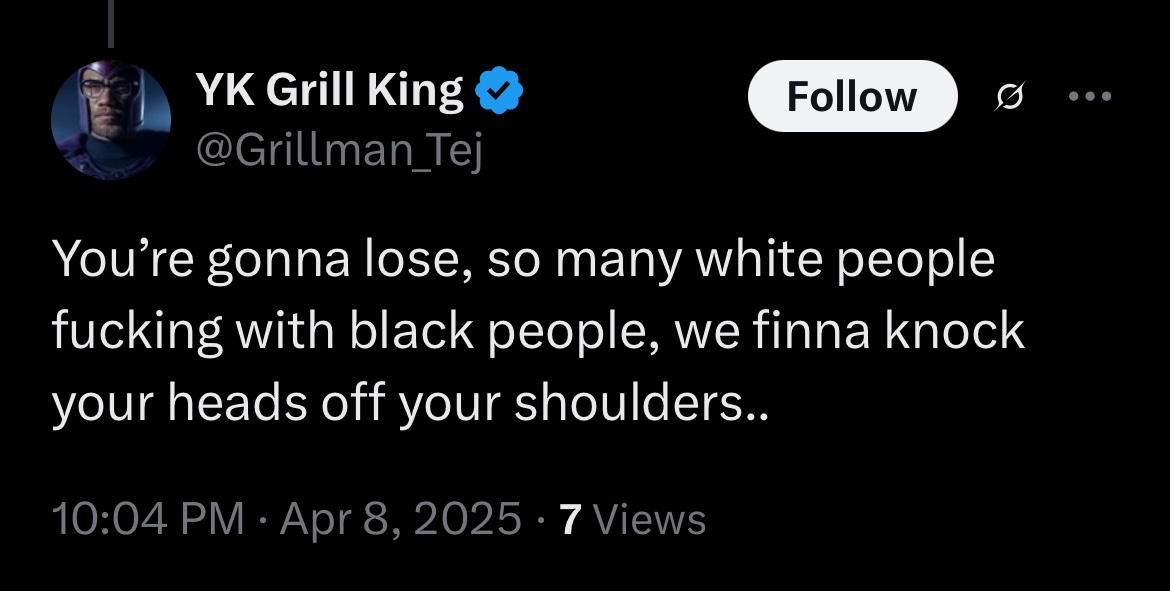 YK Grill King
@Grillman_Tej
Follow
You’re gonna lose, so many white people
fucking with black people, we finna knock
your heads off your shoulders..
10:04 PM · Apr 8, 2025 · 7 Views